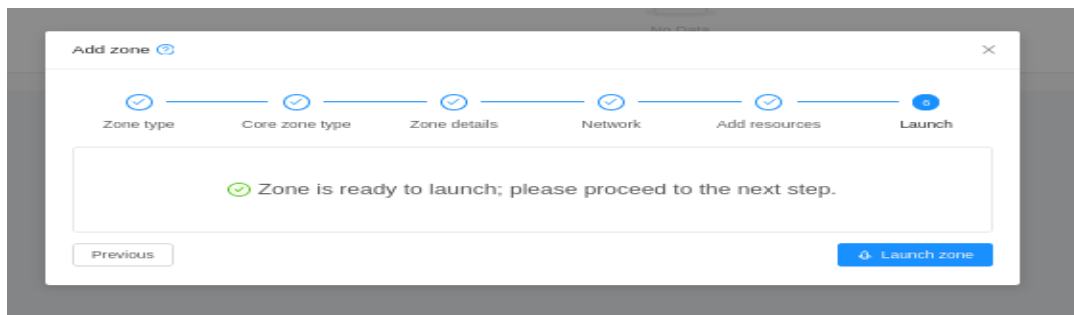 No Data
Add zone
Zone type
Core zone type
Zone details
Network
Add resources
6
Launch
Zone is ready to launch; please proceed to the next step.
Previous
Launch zone